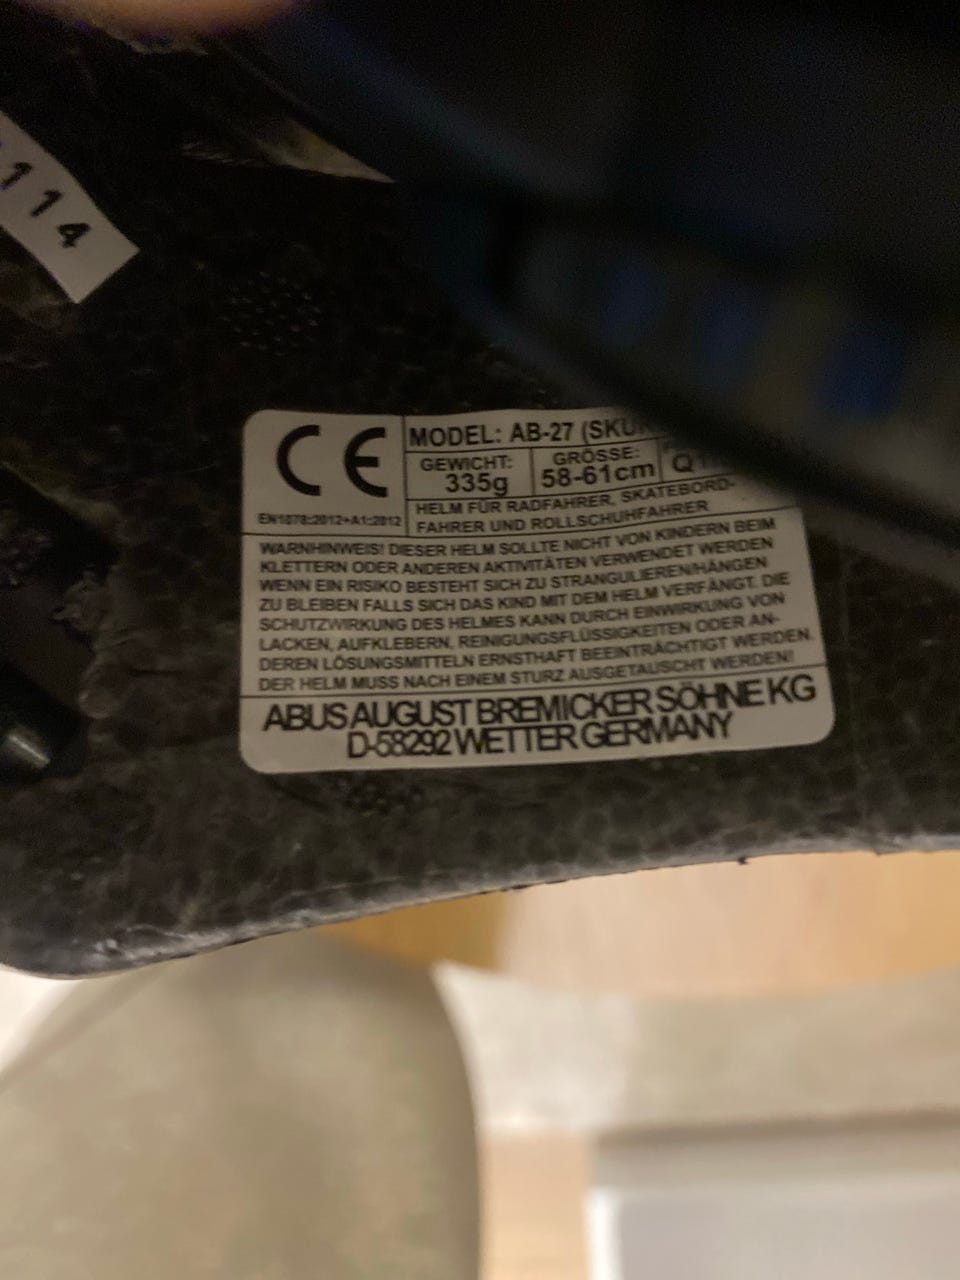 114
CE
EN1078:2012+A1:2012
MODEL: AB-27
GEWICHT:
335g
GRÖSSE:
58-61cm
HELM FÜR RADFAHRER, SKATEBORD-
FAHRER UND ROLLSCHUHFAHRER
WARNHINWEIS! DIESER HELM SOLLTE NICHT VON KINDERN BEIM
KLETTERN ODER ANDEREN AKTIVITÄTEN VERWENDET WERDEN
WENN EIN RISIKO BESTEHT SICH ZU STRANGULIEREN/HÄNGEN
ZU BLEIBEN FALLS SICH DAS KIND MIT DEM HELM VERFÄNGT. DIE
SCHUTZWIRKUNG DES HELMES KANN DURCH EINWIRKUNG VON
LACKEN, AUFKLEBERN, REINIGUNGSFLÜSSIGKEITEN ODER AN-
DEREN LÖSUNGSMITTELN ERNSTHAFT BEEINTRÄCHTIGT WERDEN.
DER HELM MUSS NACH EINEM STURZ AUSGETAUSCHT WERDEN!
ABUS AUGUST BREMICKER SÖHNE KG
D-58292 WETTER GERMANY